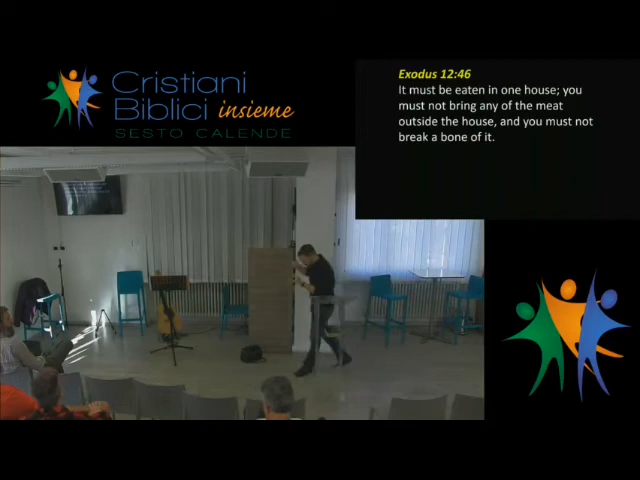 Cristiani
Biblici insieme
SESTO CALENDE
Exodus 12:46
It must be eaten in one house; you
must not bring any of the meat
outside the house, and you must not
break a bone of it.